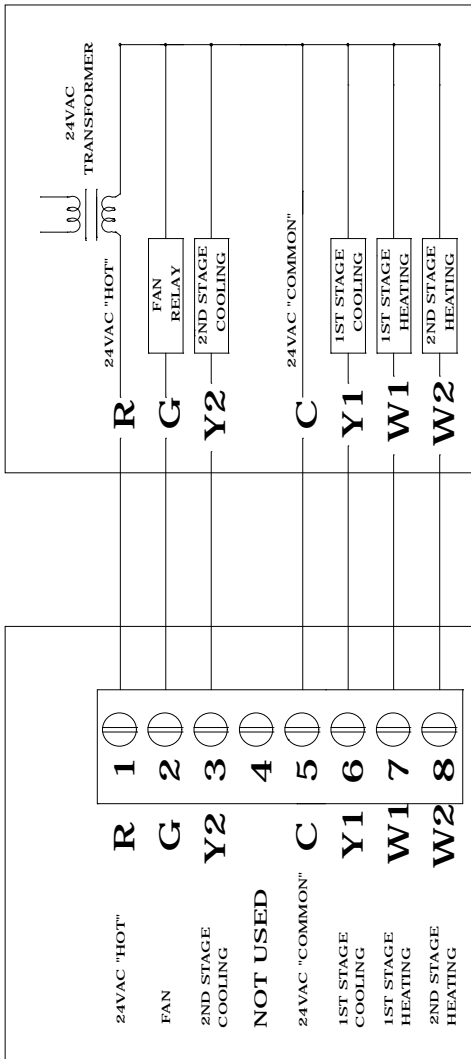 24VAC
TRANSFORMER
24VAC "HOT"
R
FAN
RELAY
G
2ND STAGE
COOLING
Y2
24VAC "COMMON"
C
1ST STAGE
COOLING
Y1
1ST STAGE
HEATING
W1
2ND STAGE
HEATING
W2
24VAC "HOT"
R 1
FAN
G 2
2ND STAGE
COOLING
Y2 3
NOT USED
4
24VAC "COMMON"
C 5
1ST STAGE
COOLING
Y1 6
1ST STAGE
HEATING
W1 7
2ND STAGE
HEATING
W2 8